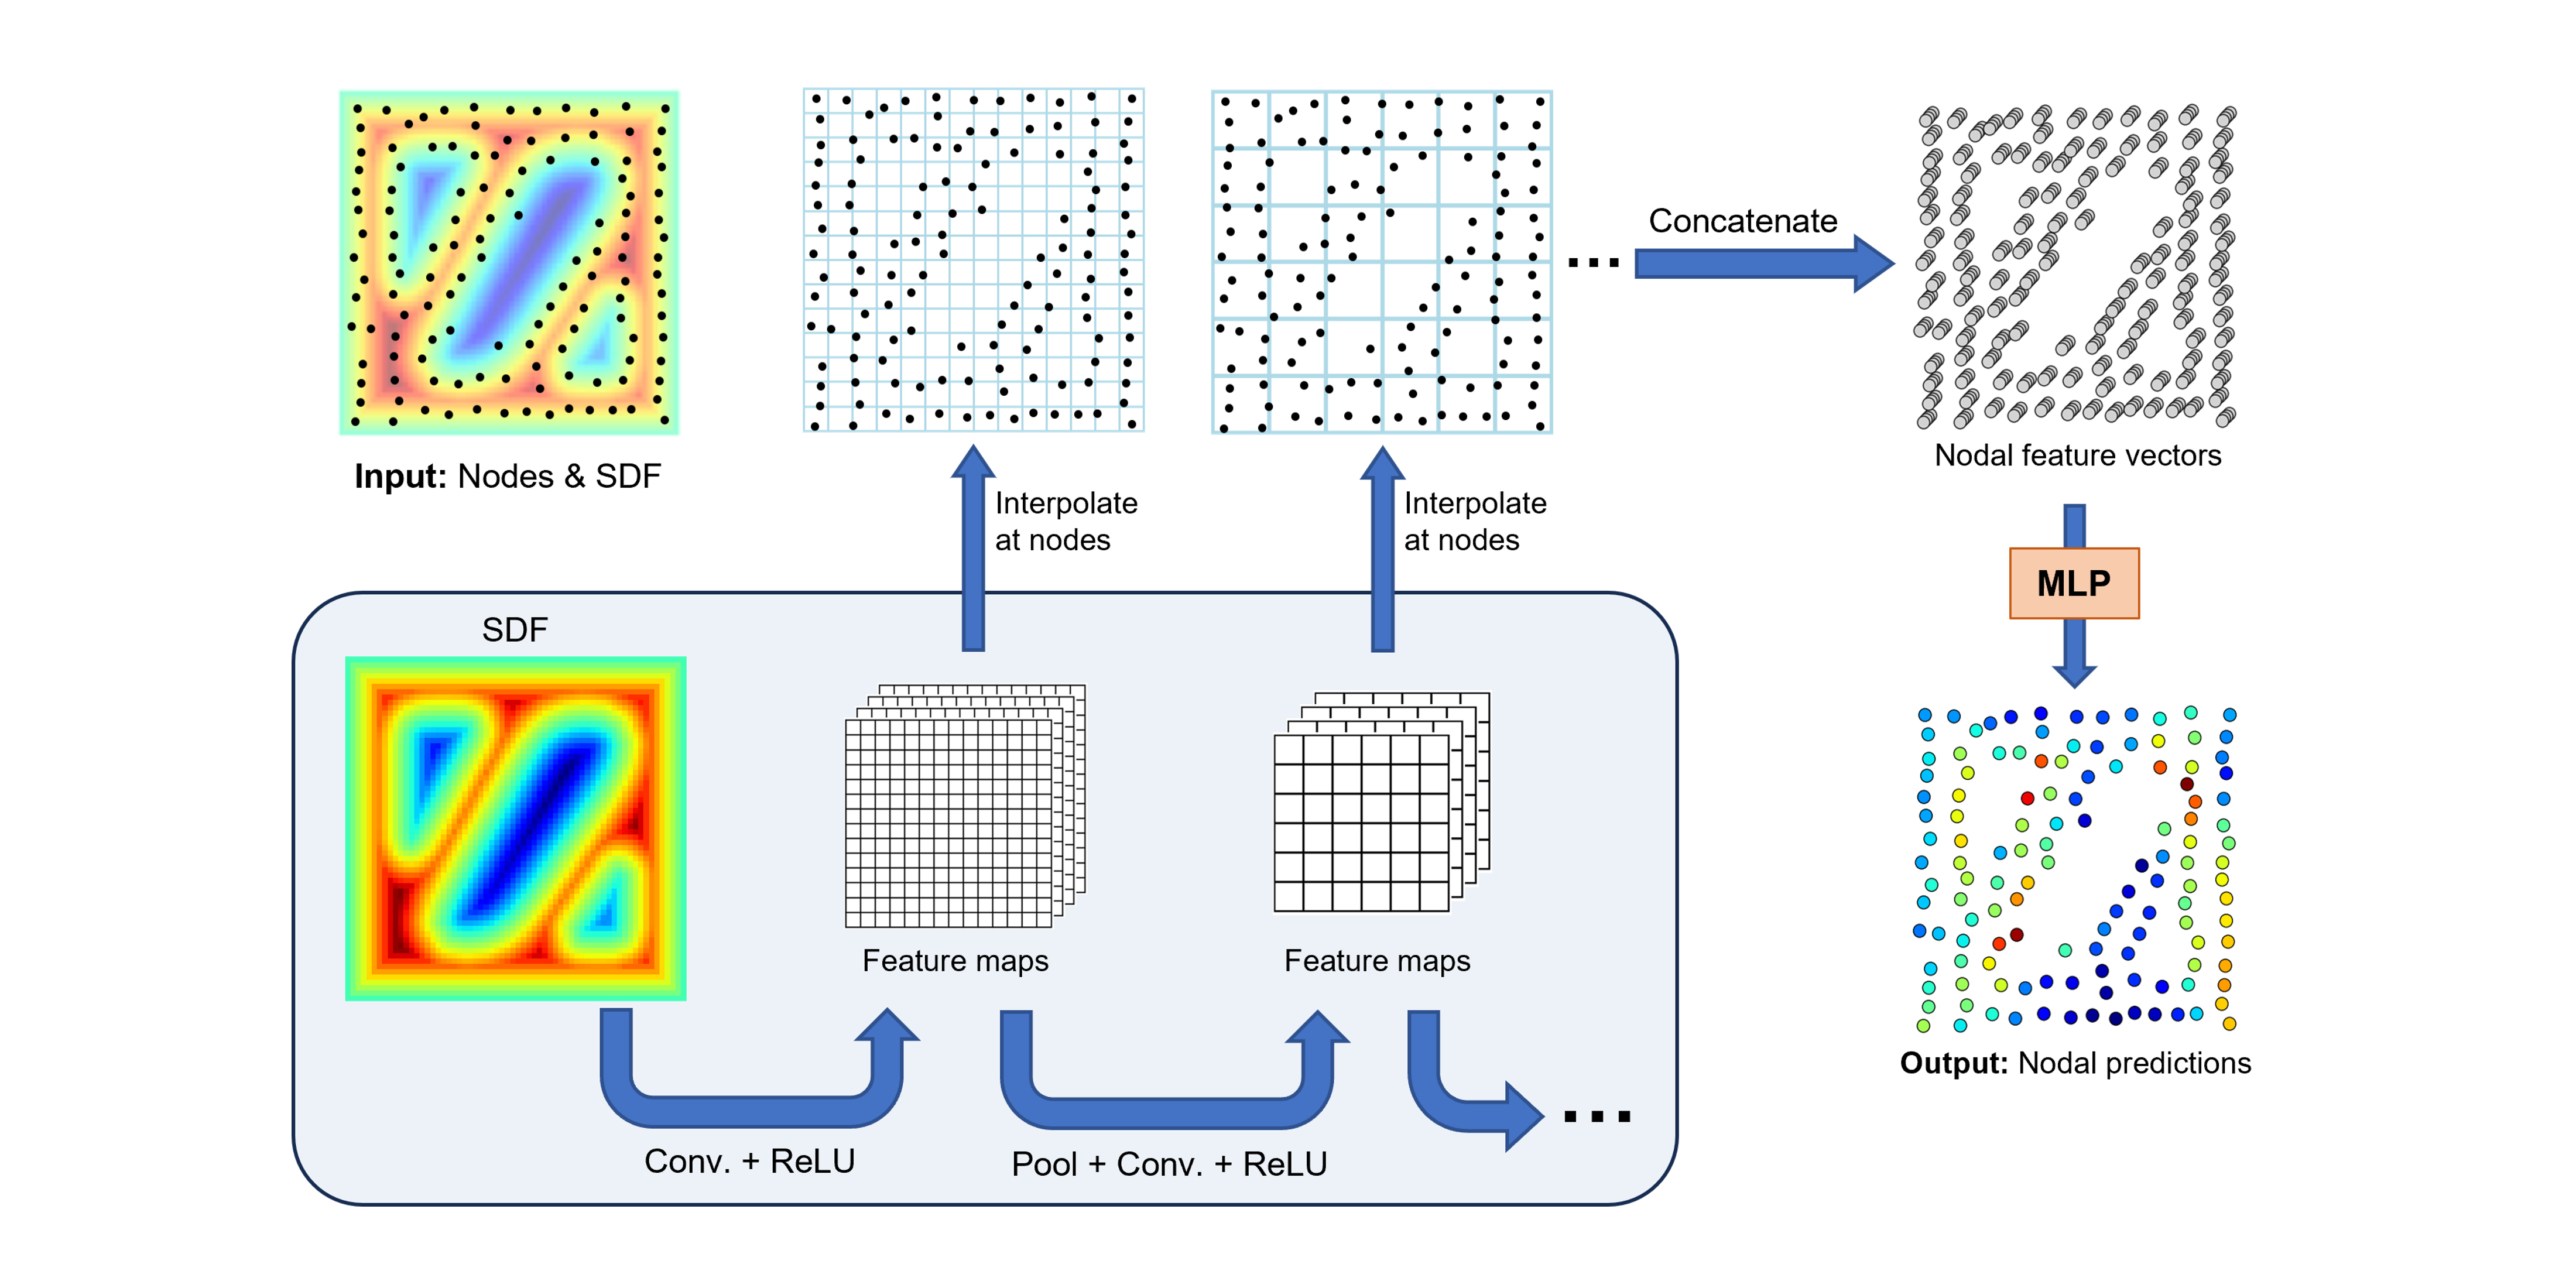 Input: Nodes & SDF
Interpolate
at nodes
Interpolate
at nodes
...
Concatenate
Nodal feature vectors
MLP
Output: Nodal predictions
SDF
Feature maps
Feature maps
Conv. + ReLU
Pool + Conv. + ReLU
...